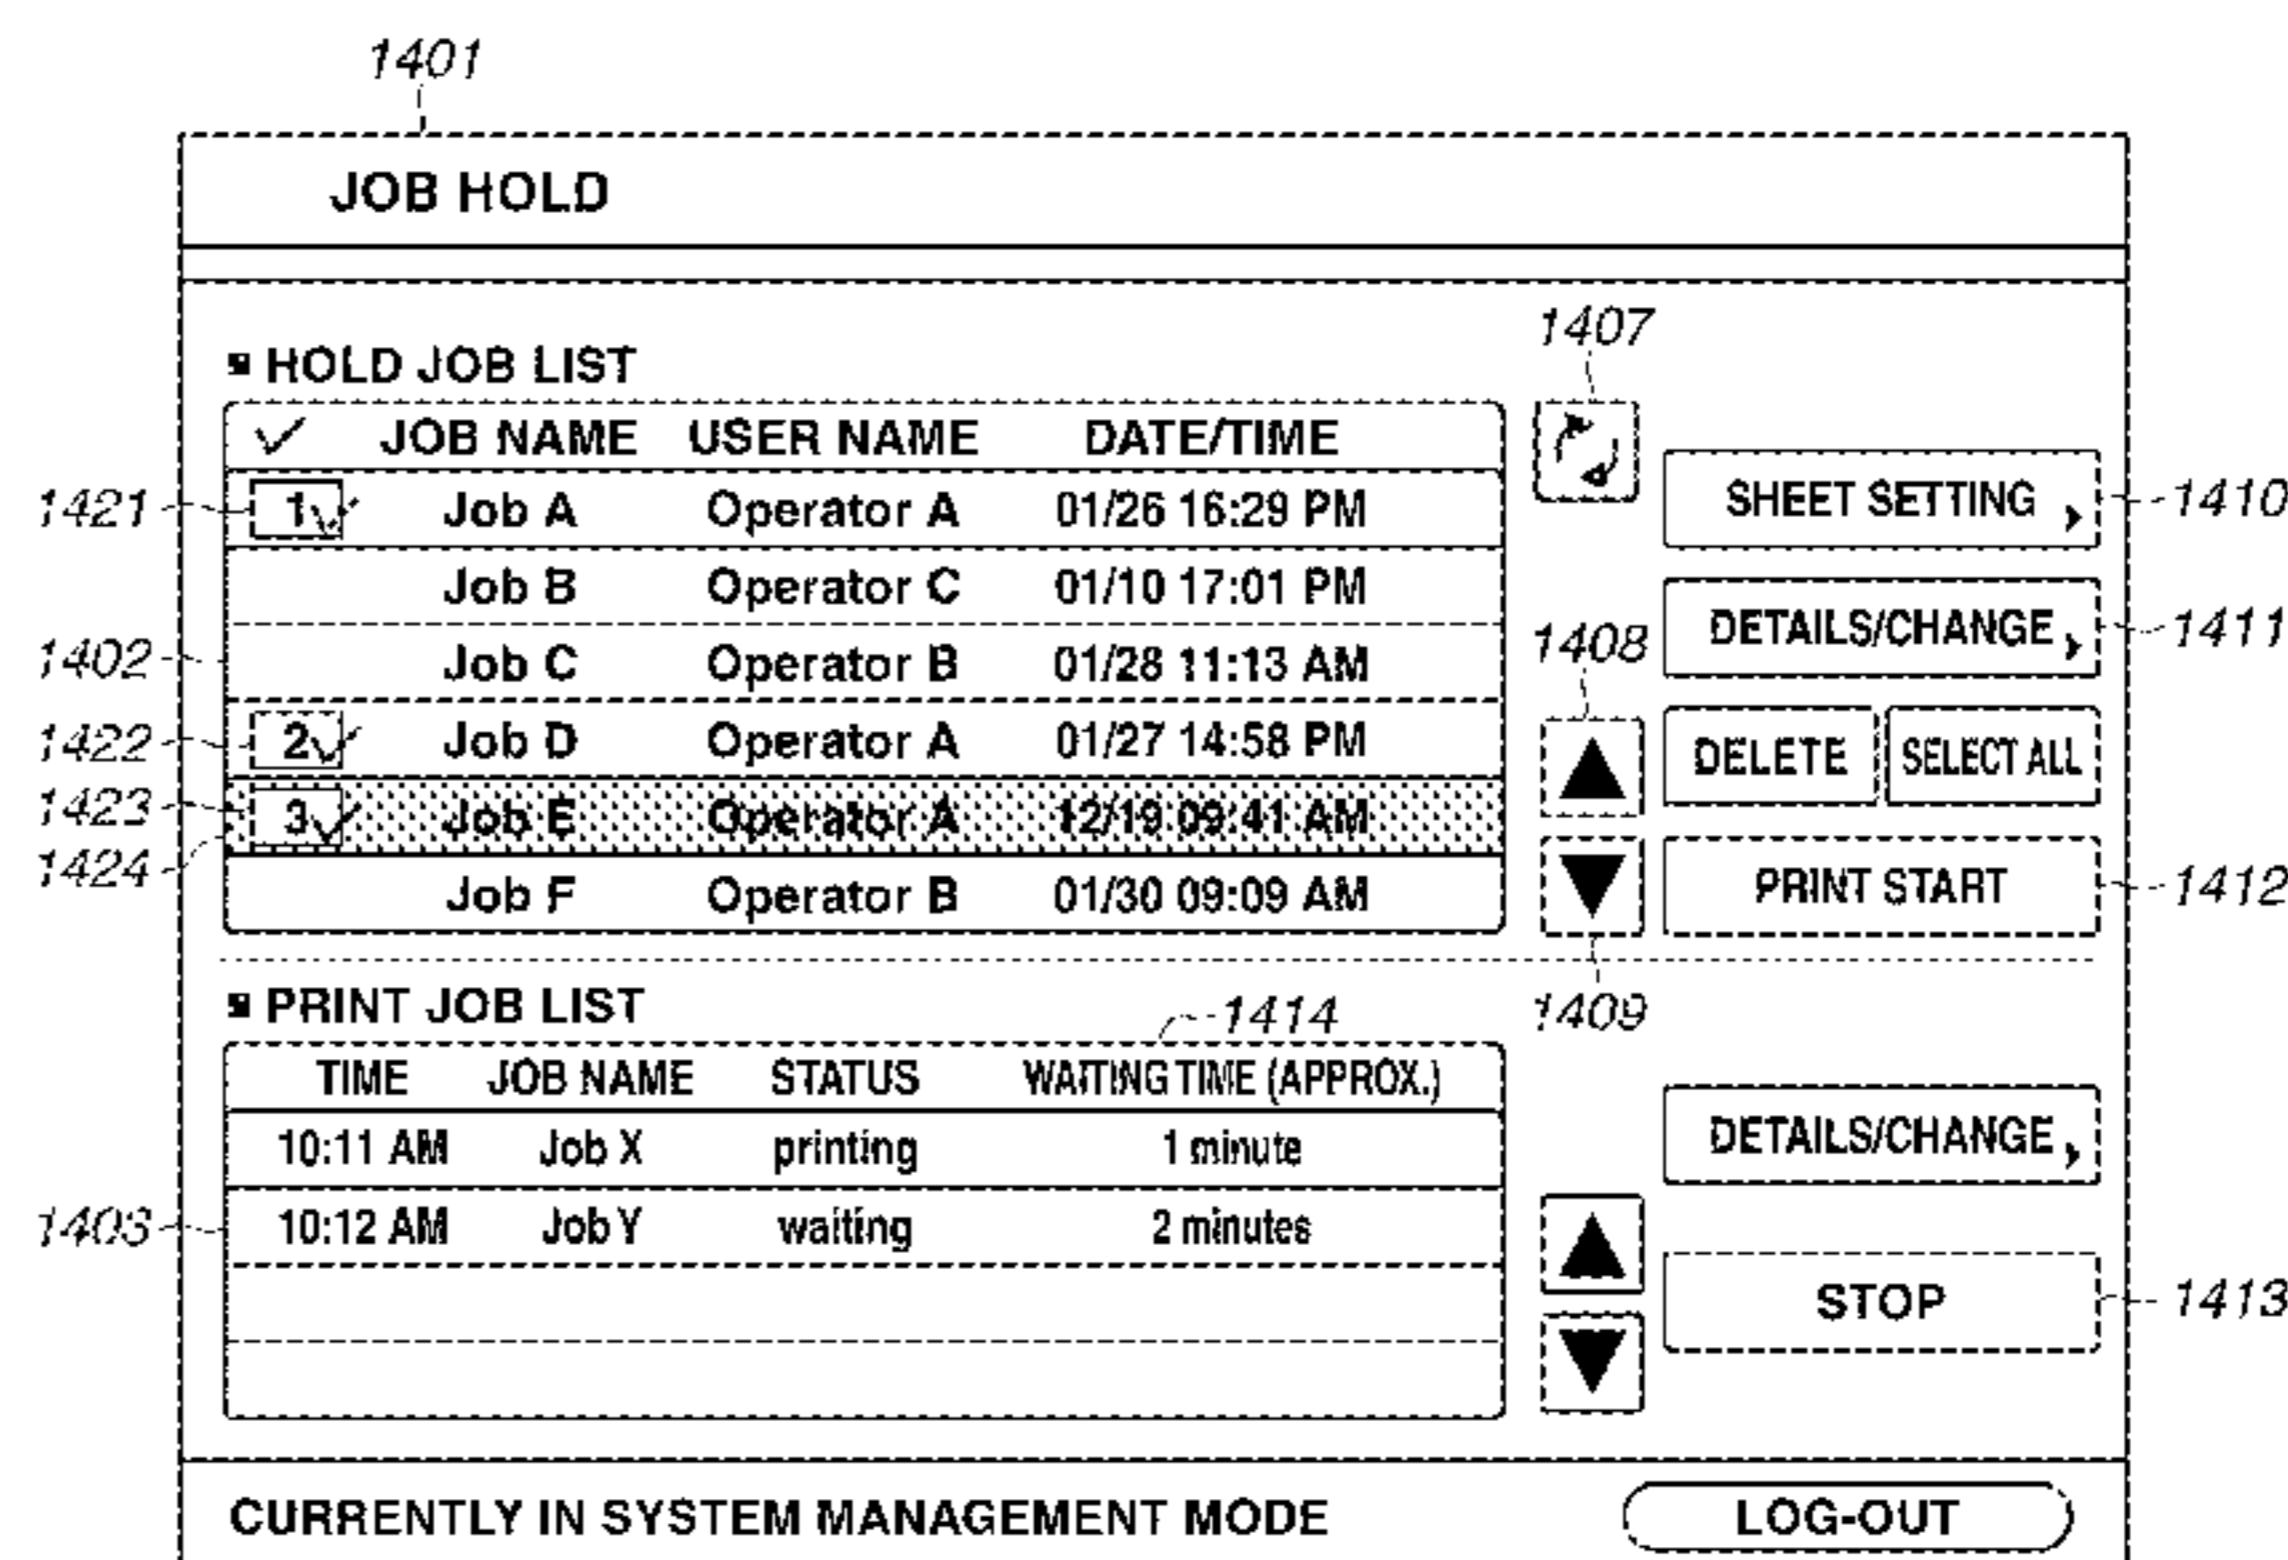 1401
JOB HOLD
1407
HOLD JOB LIST
✓ JOB NAME USER NAME DATE/TIME
1421 1✓ Job A Operator A 01/26 16:29 PM SHEET SETTING 1410
Job B Operator C 01/10 17:01 PM
1402 Job C Operator B 01/28 11:13 AM 1408 DETAILS/CHANGE 1411
1422 2✓ Job D Operator A 01/27 14:58 PM DELETE SELECT ALL
1423 3✓ Job E Operator A 12/19 09:41 AM
1424
Job F Operator B 01/30 09:09 AM PRINT START 1412
PRINT JOB LIST 1414 1409
TIME JOB NAME STATUS WAITING TIME (APPROX.)
10:11 AM Job X printing 1 minute DETAILS/CHANGE
1403 10:12 AM Job Y waiting 2 minutes
STOP 1413
CURRENTLY IN SYSTEM MANAGEMENT MODE LOG-OUT